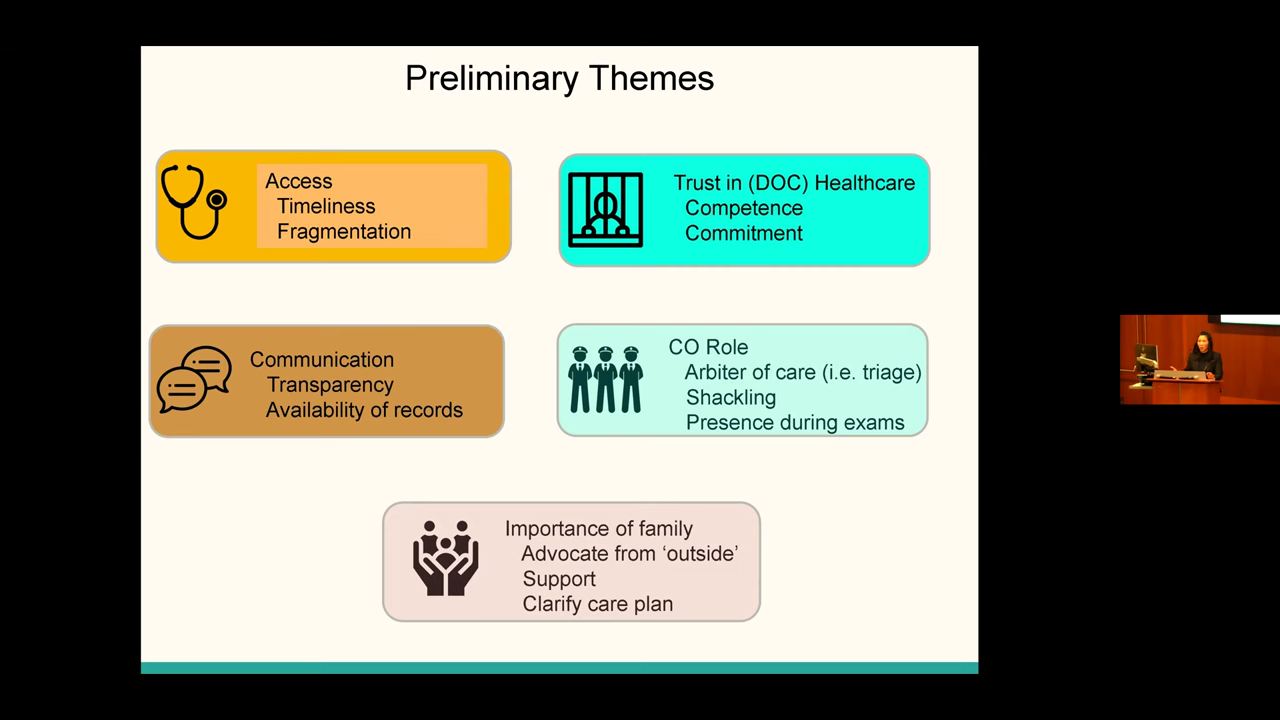 Preliminary Themes
Access
Timeliness
Fragmentation
Trust in (DOC) Healthcare
Competence
Commitment
Communication
Transparency
Availability of records
CO Role
Arbiter of care (i.e. triage)
Shackling
Presence during exams
Importance of family
Advocate from ‘outside’
Support
Clarify care plan